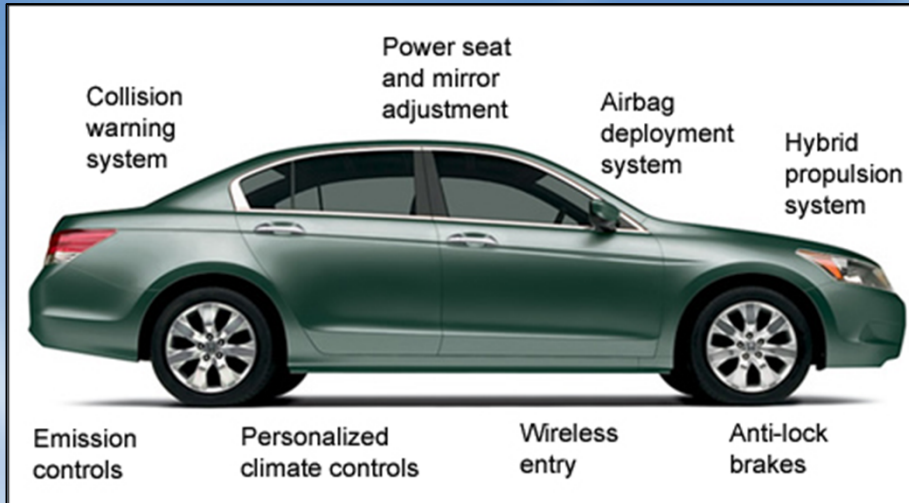 Power seat
and mirror
adjustment
Collision
warning
system
Airbag
deployment
system
Hybrid
propulsion
system
Emission
controls
Personalized
climate controls
Wireless
entry
Anti-lock
brakes